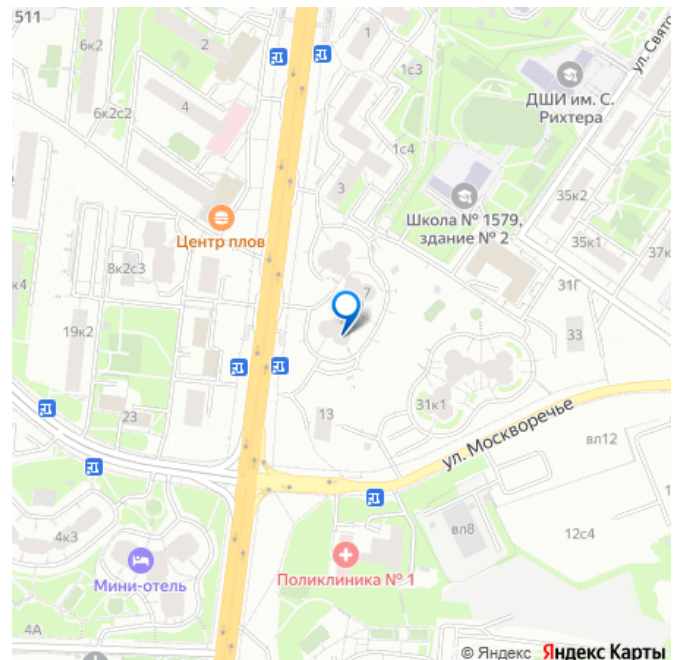 511
6к2
2
1
1с3
ул. Свято
ДШИ им. С.
Рихтера
6к2с2
4
1с4
3
Школа № 1579,
здание № 2
35к2
35к1
37к
Центр плов
8к2с3
7
31Г
к4
19к2
33
23
13
31к1
ул. Москворечье
вл12
вл8
12с4
4к3
Мини-отель
Поликлиника № 1
4А
© Яндекс Яндекс Карты